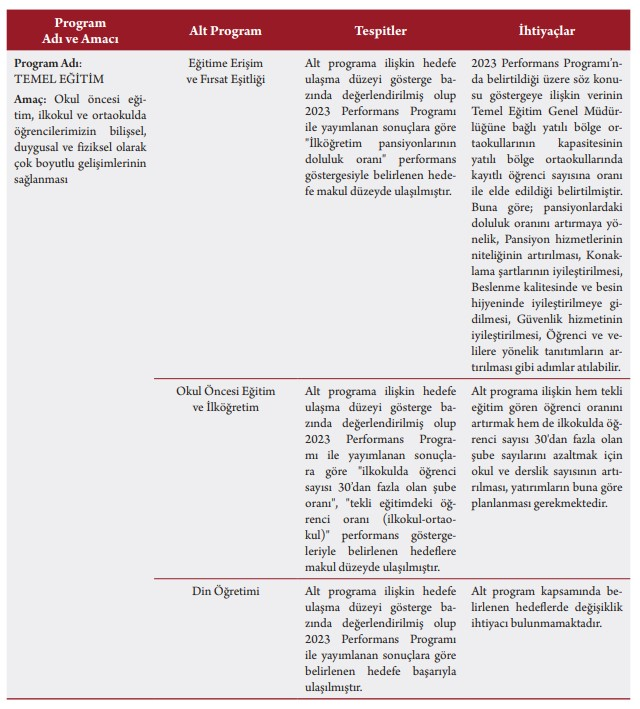 Program
Adı ve Amacı
Alt Program
Tespitler
İhtiyaçlar
Program Adı:
TEMEL EĞİTİM
Amaç: Okul öncesi eği-
tim, ilkokul ve ortaokulda
öğrencilerimizin bilişsel,
duygusal ve fiziksel olarak
çok boyutlu gelişimlerinin
sağlanması
Eğitime Erişim
ve Fırsat Eşitliği
Alt programa ilişkin hedefe
ulaşma düzeyi gösterge ba-
zında değerlendirilmiş olup
2023 Performans Programı
ile yayımlanan sonuçlara göre
"İlköğretim pansiyonlarının
doluluk oranı" performans
göstergesiyle belirlenen hede-
fe makul düzeyde ulaşılmıştır.
2023 Performans Programı’n-
da belirtildiği üzere söz konu-
su göstergeye ilişkin verinin
Temel Eğitim Genel Müdür-
lüğüne bağlı yatılı bölge or-
taokullarının kapasitesinin
yatılı bölge ortaokullarında
kayıtlı öğrenci sayısına oranı
ile elde edildiği belirtilmiştir.
Buna göre; pansiyonlardaki
doluluk oranını artırmaya yö-
nelik, Pansiyon hizmetlerinin
niteliğinin artırılması, Konak-
lama şartlarının iyileştirilmesi,
Beslenme kalitesinde ve besin
hijyeninde iyileştirilmeye gi-
dilmesi, Güvenlik hizmetinin
iyileştirilmesi, Öğrenci ve ve-
lilere yönelik tanıtımların ar-
tırılması gibi adımlar atılabilir.
Okul Öncesi Eğitim
ve İlköğretim
Alt programa ilişkin hedefe
ulaşma düzeyi gösterge ba-
zında değerlendirilmiş olup
2023 Performans Progra-
mı ile yayımlanan sonuçla-
ra göre "ilkokulda öğrenci
sayısı 30’dan fazla olan şube
oranı", "tekli eğitimdeki öğ-
renci oranı (ilkokul-ortao-
kul)" performans gösterge-
leriyle belirlenen hedeflere
makul düzeyde ulaşılmıştır.
Alt programa ilişkin hem tekli
eğitim gören öğrenci oranını
artırmak hem de ilkokulda öğ-
renci sayısı 30’dan fazla olan
şube sayılarını azaltmak için
okul ve derslik sayısının artı-
rılması, yatırımların buna göre
planlanması gerekmektedir.
Din Öğretimi
Alt programa ilişkin hedefe
ulaşma düzeyi gösterge ba-
zında değerlendirilmiş olup
2023 Performans Programı
ile yayımlanan sonuçlara göre
belirlenen hedefe başarıyla
ulaşılmıştır.
Alt program kapsamında be-
lirlenen hedeflerde değişiklik
ihtiyacı bulunmamaktadır.